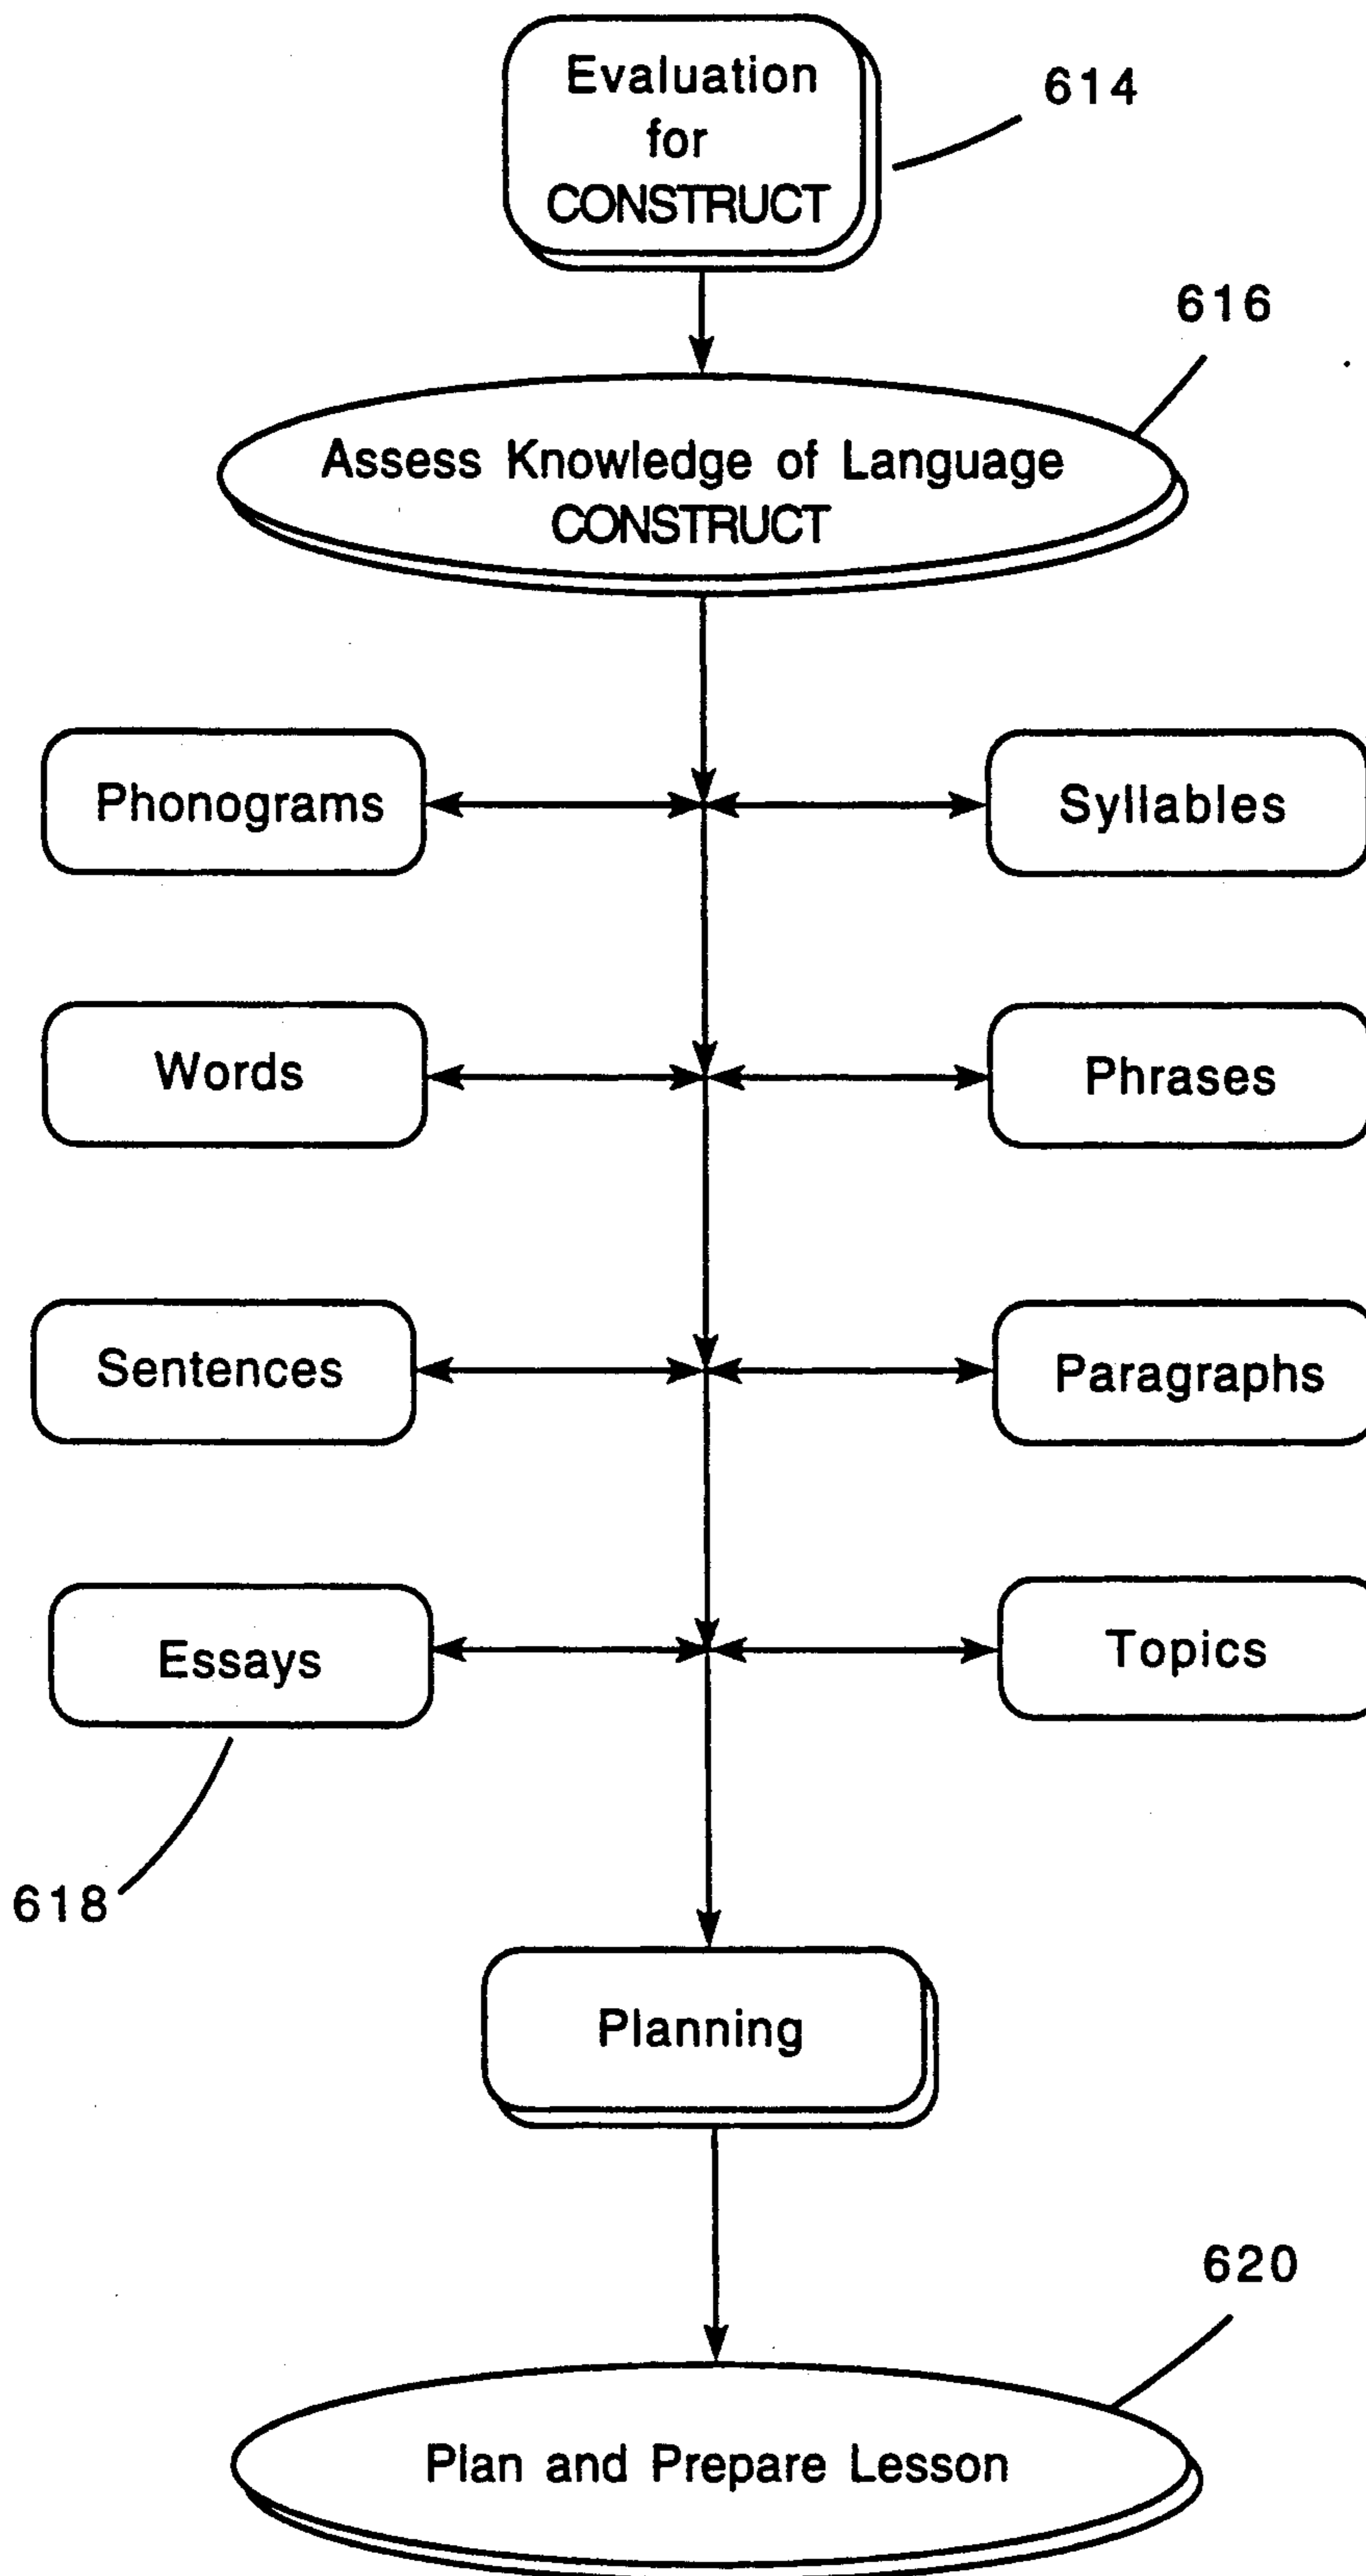 Evaluation
for
CONSTRUCT
614
616
Assess Knowledge of Language
CONSTRUCT
Phonograms
Syllables
Words
Phrases
Sentences
Paragraphs
Essays
Topics
618
Planning
620
Plan and Prepare Lesson